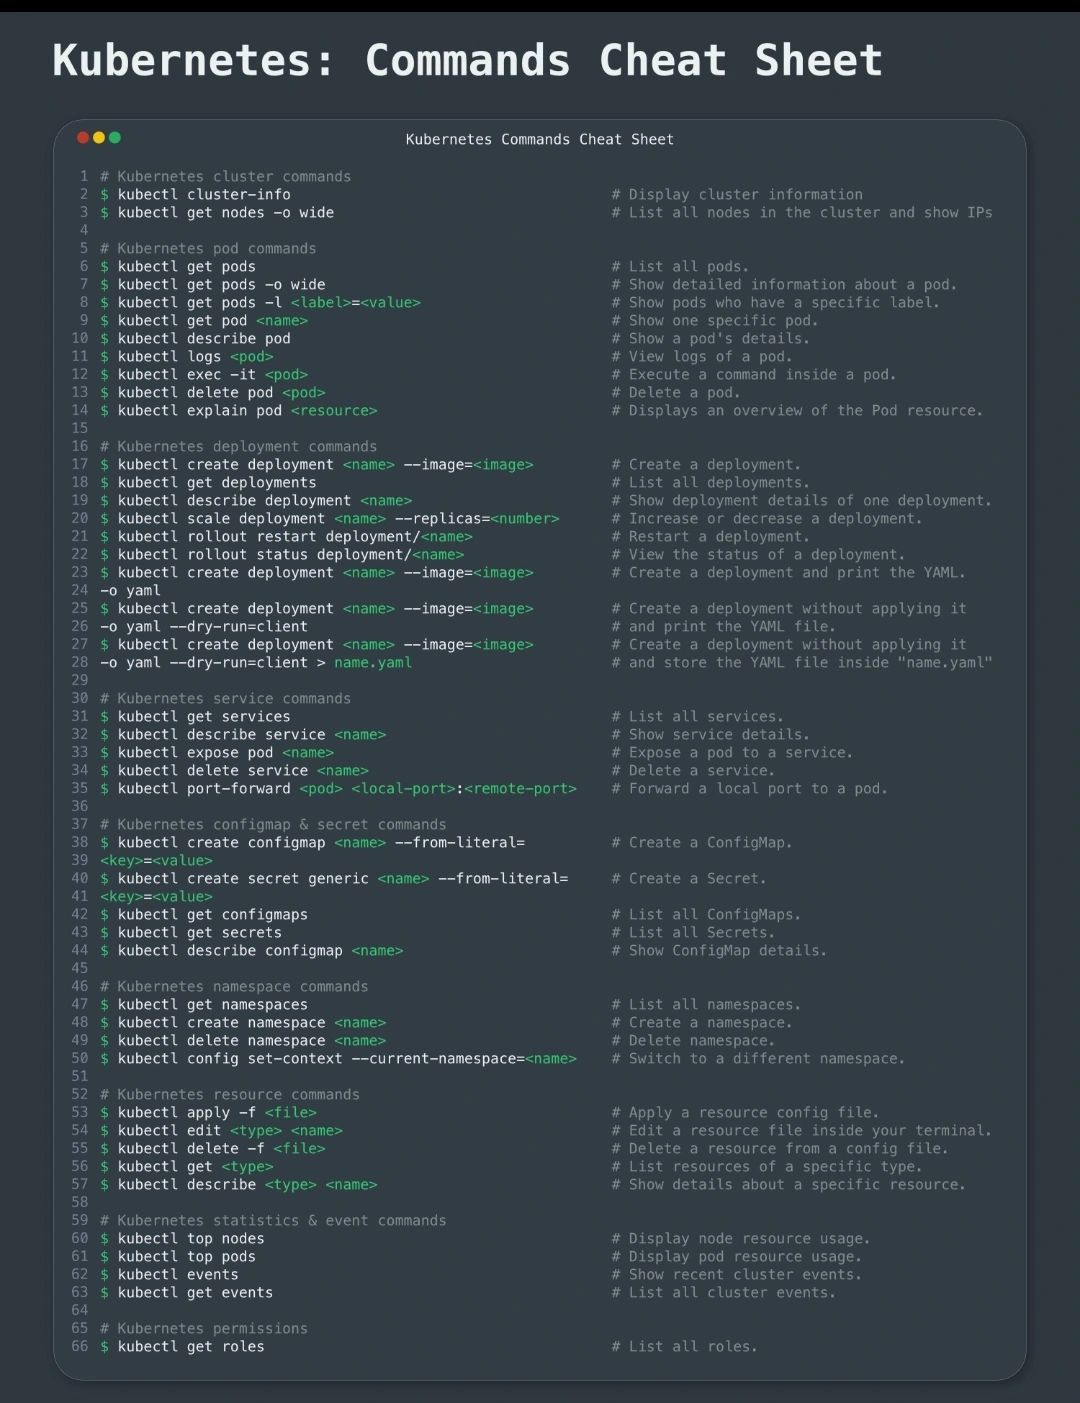 Kubernetes: Commands Cheat Sheet
Kubernetes Commands Cheat Sheet
1 # Kubernetes cluster commands
2 $ kubectl cluster-info # Display cluster information
3 $ kubectl get nodes -o wide # List all nodes in the cluster and show IPs
4
5 # Kubernetes pod commands
6 $ kubectl get pods # List all pods.
7 $ kubectl get pods -o wide # Show detailed information about a pod.
8 $ kubectl get pods -l <label>=<value> # Show pods who have a specific label.
9 $ kubectl get pod <name> # Show one specific pod.
10 $ kubectl describe pod # Show a pod's details.
11 $ kubectl logs <pod> # View logs of a pod.
12 $ kubectl exec -it <pod> # Execute a command inside a pod.
13 $ kubectl delete pod <pod> # Delete a pod.
14 $ kubectl explain pod <resource> # Displays an overview of the Pod resource.
15
16 # Kubernetes deployment commands
17 $ kubectl create deployment <name> --image=<image> # Create a deployment.
18 $ kubectl get deployments # List all deployments.
19 $ kubectl describe deployment <name> # Show deployment details of one deployment.
20 $ kubectl scale deployment <name> --replicas=<number> # Increase or decrease a deployment.
21 $ kubectl rollout restart deployment/<name> # Restart a deployment.
22 $ kubectl rollout status deployment/<name> # View the status of a deployment.
23 $ kubectl create deployment <name> --image=<image> # Create a deployment and print the YAML.
24 -o yaml
25 $ kubectl create deployment <name> --image=<image> # Create a deployment without applying it
26 -o yaml --dry-run=client # and print the YAML file.
27 $ kubectl create deployment <name> --image=<image> # Create a deployment without applying it
28 -o yaml --dry-run=client > name.yaml # and store the YAML file inside "name.yaml"
29
30 # Kubernetes service commands
31 $ kubectl get services # List all services.
32 $ kubectl describe service <name> # Show service details.
33 $ kubectl expose pod <name> # Expose a pod to a service.
34 $ kubectl delete service <name> # Delete a service.
35 $ kubectl port-forward <pod> <local-port>:<remote-port> # Forward a local port to a pod.
36
37 # Kubernetes configmap & secret commands
38 $ kubectl create configmap <name> --from-literal= # Create a ConfigMap.
39 <key>=<value>
40 $ kubectl create secret generic <name> --from-literal= # Create a Secret.
41 <key>=<value>
42 $ kubectl get configmaps # List all ConfigMaps.
43 $ kubectl get secrets # List all Secrets.
44 $ kubectl describe configmap <name> # Show ConfigMap details.
45
46 # Kubernetes namespace commands
47 $ kubectl get namespaces # List all namespaces.
48 $ kubectl create namespace <name> # Create a namespace.
49 $ kubectl delete namespace <name> # Delete namespace.
50 $ kubectl config set-context --current-namespace=<name> # Switch to a different namespace.
51
52 # Kubernetes resource commands
53 $ kubectl apply -f <file> # Apply a resource config file.
54 $ kubectl edit <type> <name> # Edit a resource file inside your terminal.
55 $ kubectl delete -f <file> # Delete a resource from a config file.
56 $ kubectl get <type> # List resources of a specific type.
57 $ kubectl describe <type> <name> # Show details about a specific resource.
58
59 # Kubernetes statistics & event commands
60 $ kubectl top nodes # Display node resource usage.
61 $ kubectl top pods # Display pod resource usage.
62 $ kubectl events # Show recent cluster events.
63 $ kubectl get events # List all cluster events.
64
65 # Kubernetes permissions
66 $ kubectl get roles # List all roles.